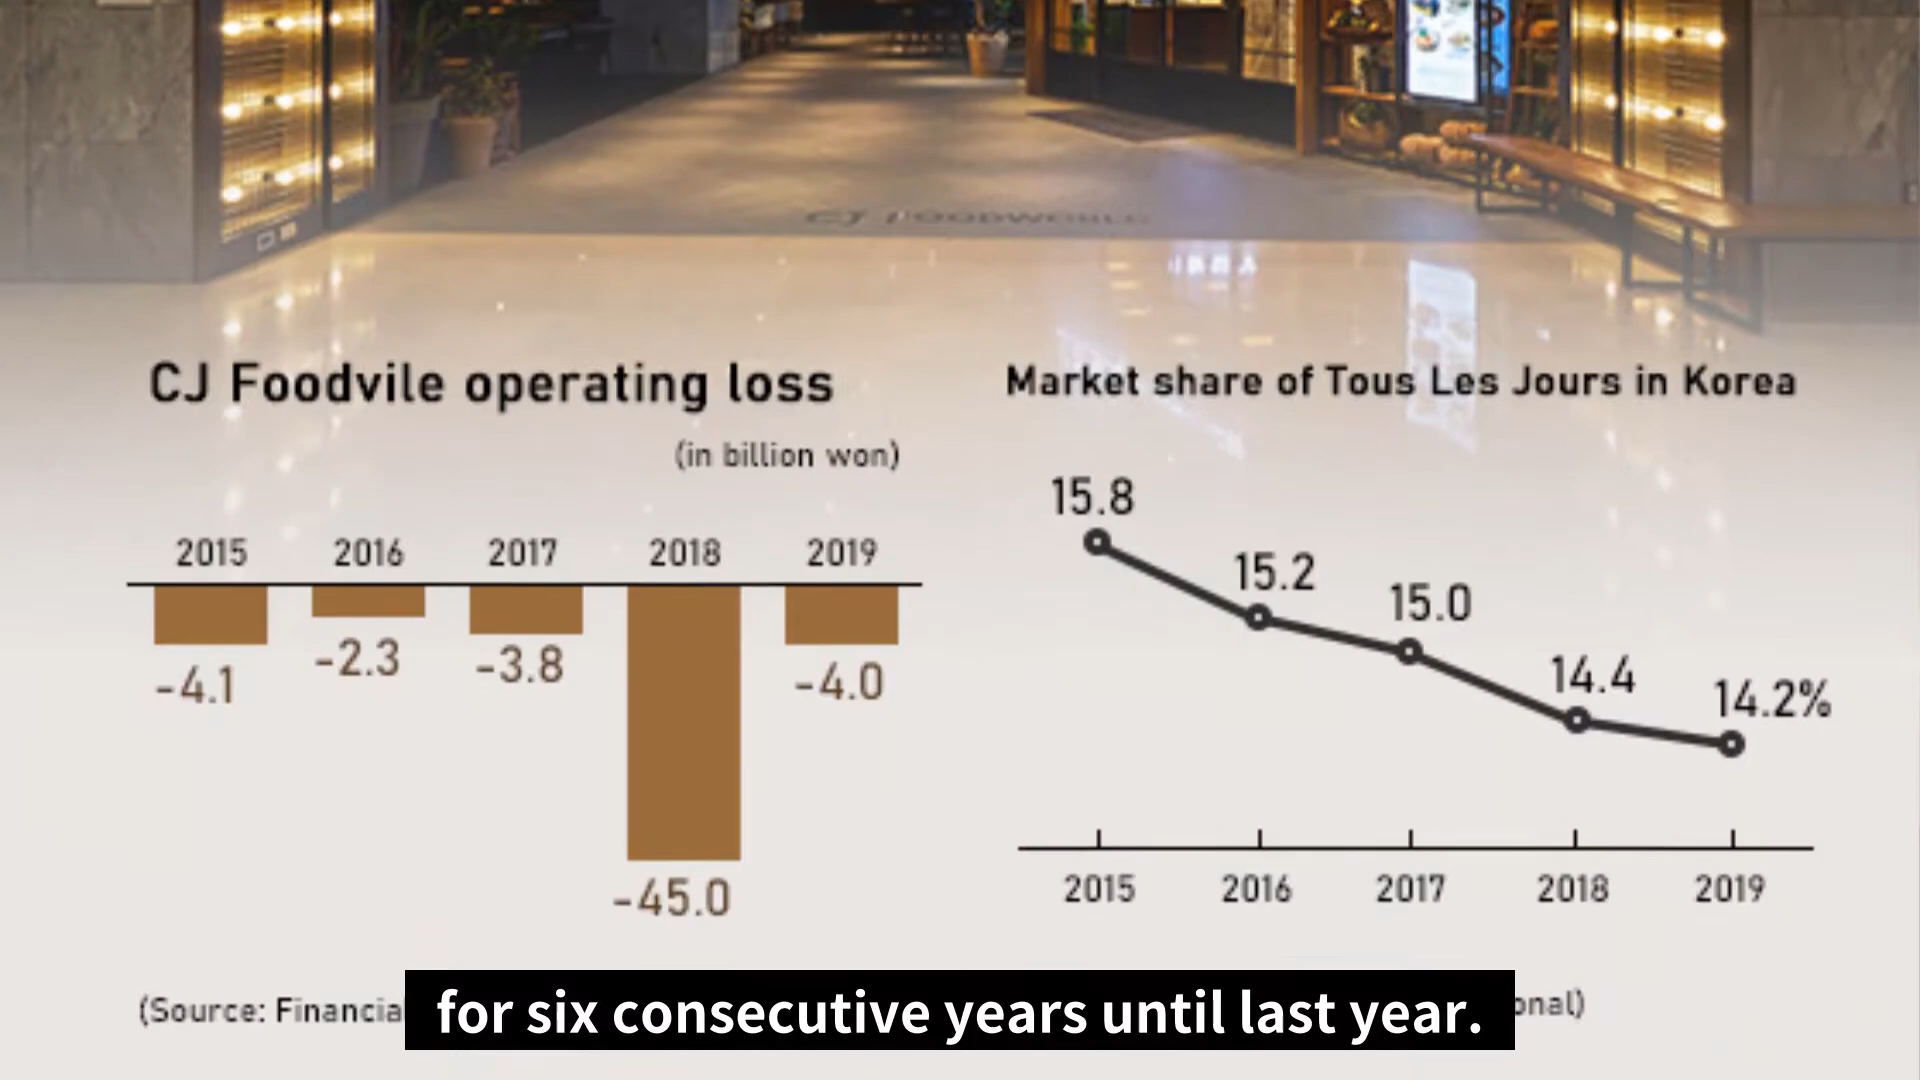 CJ FOODWORLD
CJ Foodvile operating loss
(in billion won)
2015 2016 2017 2018 2019
-4.1 -2.3 -3.8 -45.0 -4.0
Market share of Tous Les Jours in Korea
15.8 15.2 15.0 14.4 14.2%
2015 2016 2017 2018 2019
(Source: Financia
onal)
for six consecutive years until last year.